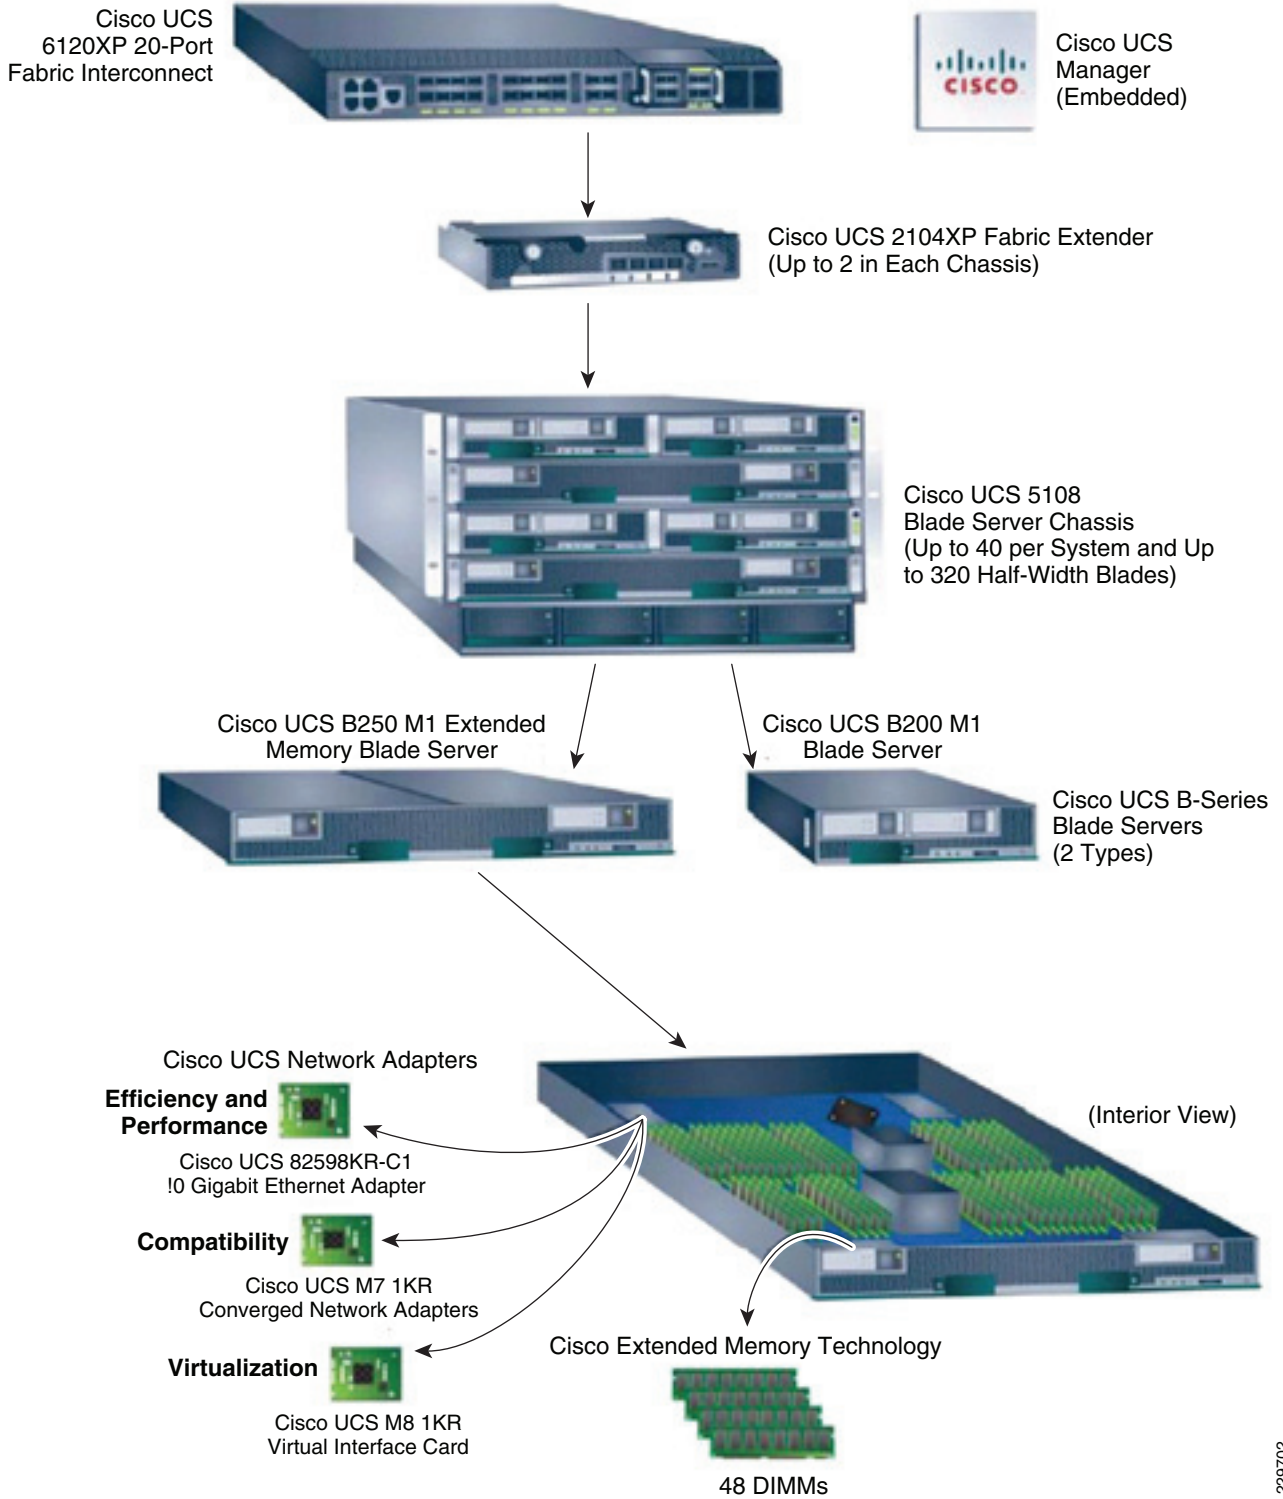 Cisco UCS
6120XP 20-Port
Fabric Interconnect
CISCO
Cisco UCS
Manager
(Embedded)
Cisco UCS 2104XP Fabric Extender
(Up to 2 in Each Chassis)
Cisco UCS 5108
Blade Server Chassis
(Up to 40 per System and Up
to 320 Half-Width Blades)
Cisco UCS B250 M1 Extended
Memory Blade Server
Cisco UCS B200 M1
Blade Server
Cisco UCS B-Series
Blade Servers
(2 Types)
Cisco UCS Network Adapters
Efficiency and
Performance
Cisco UCS 82598KR-C1
!0 Gigabit Ethernet Adapter
(Interior View)
Compatibility
Cisco UCS M7 1KR
Converged Network Adapters
Virtualization
Cisco UCS M8 1KR
Virtual Interface Card
Cisco Extended Memory Technology
48 DIMMs
229703